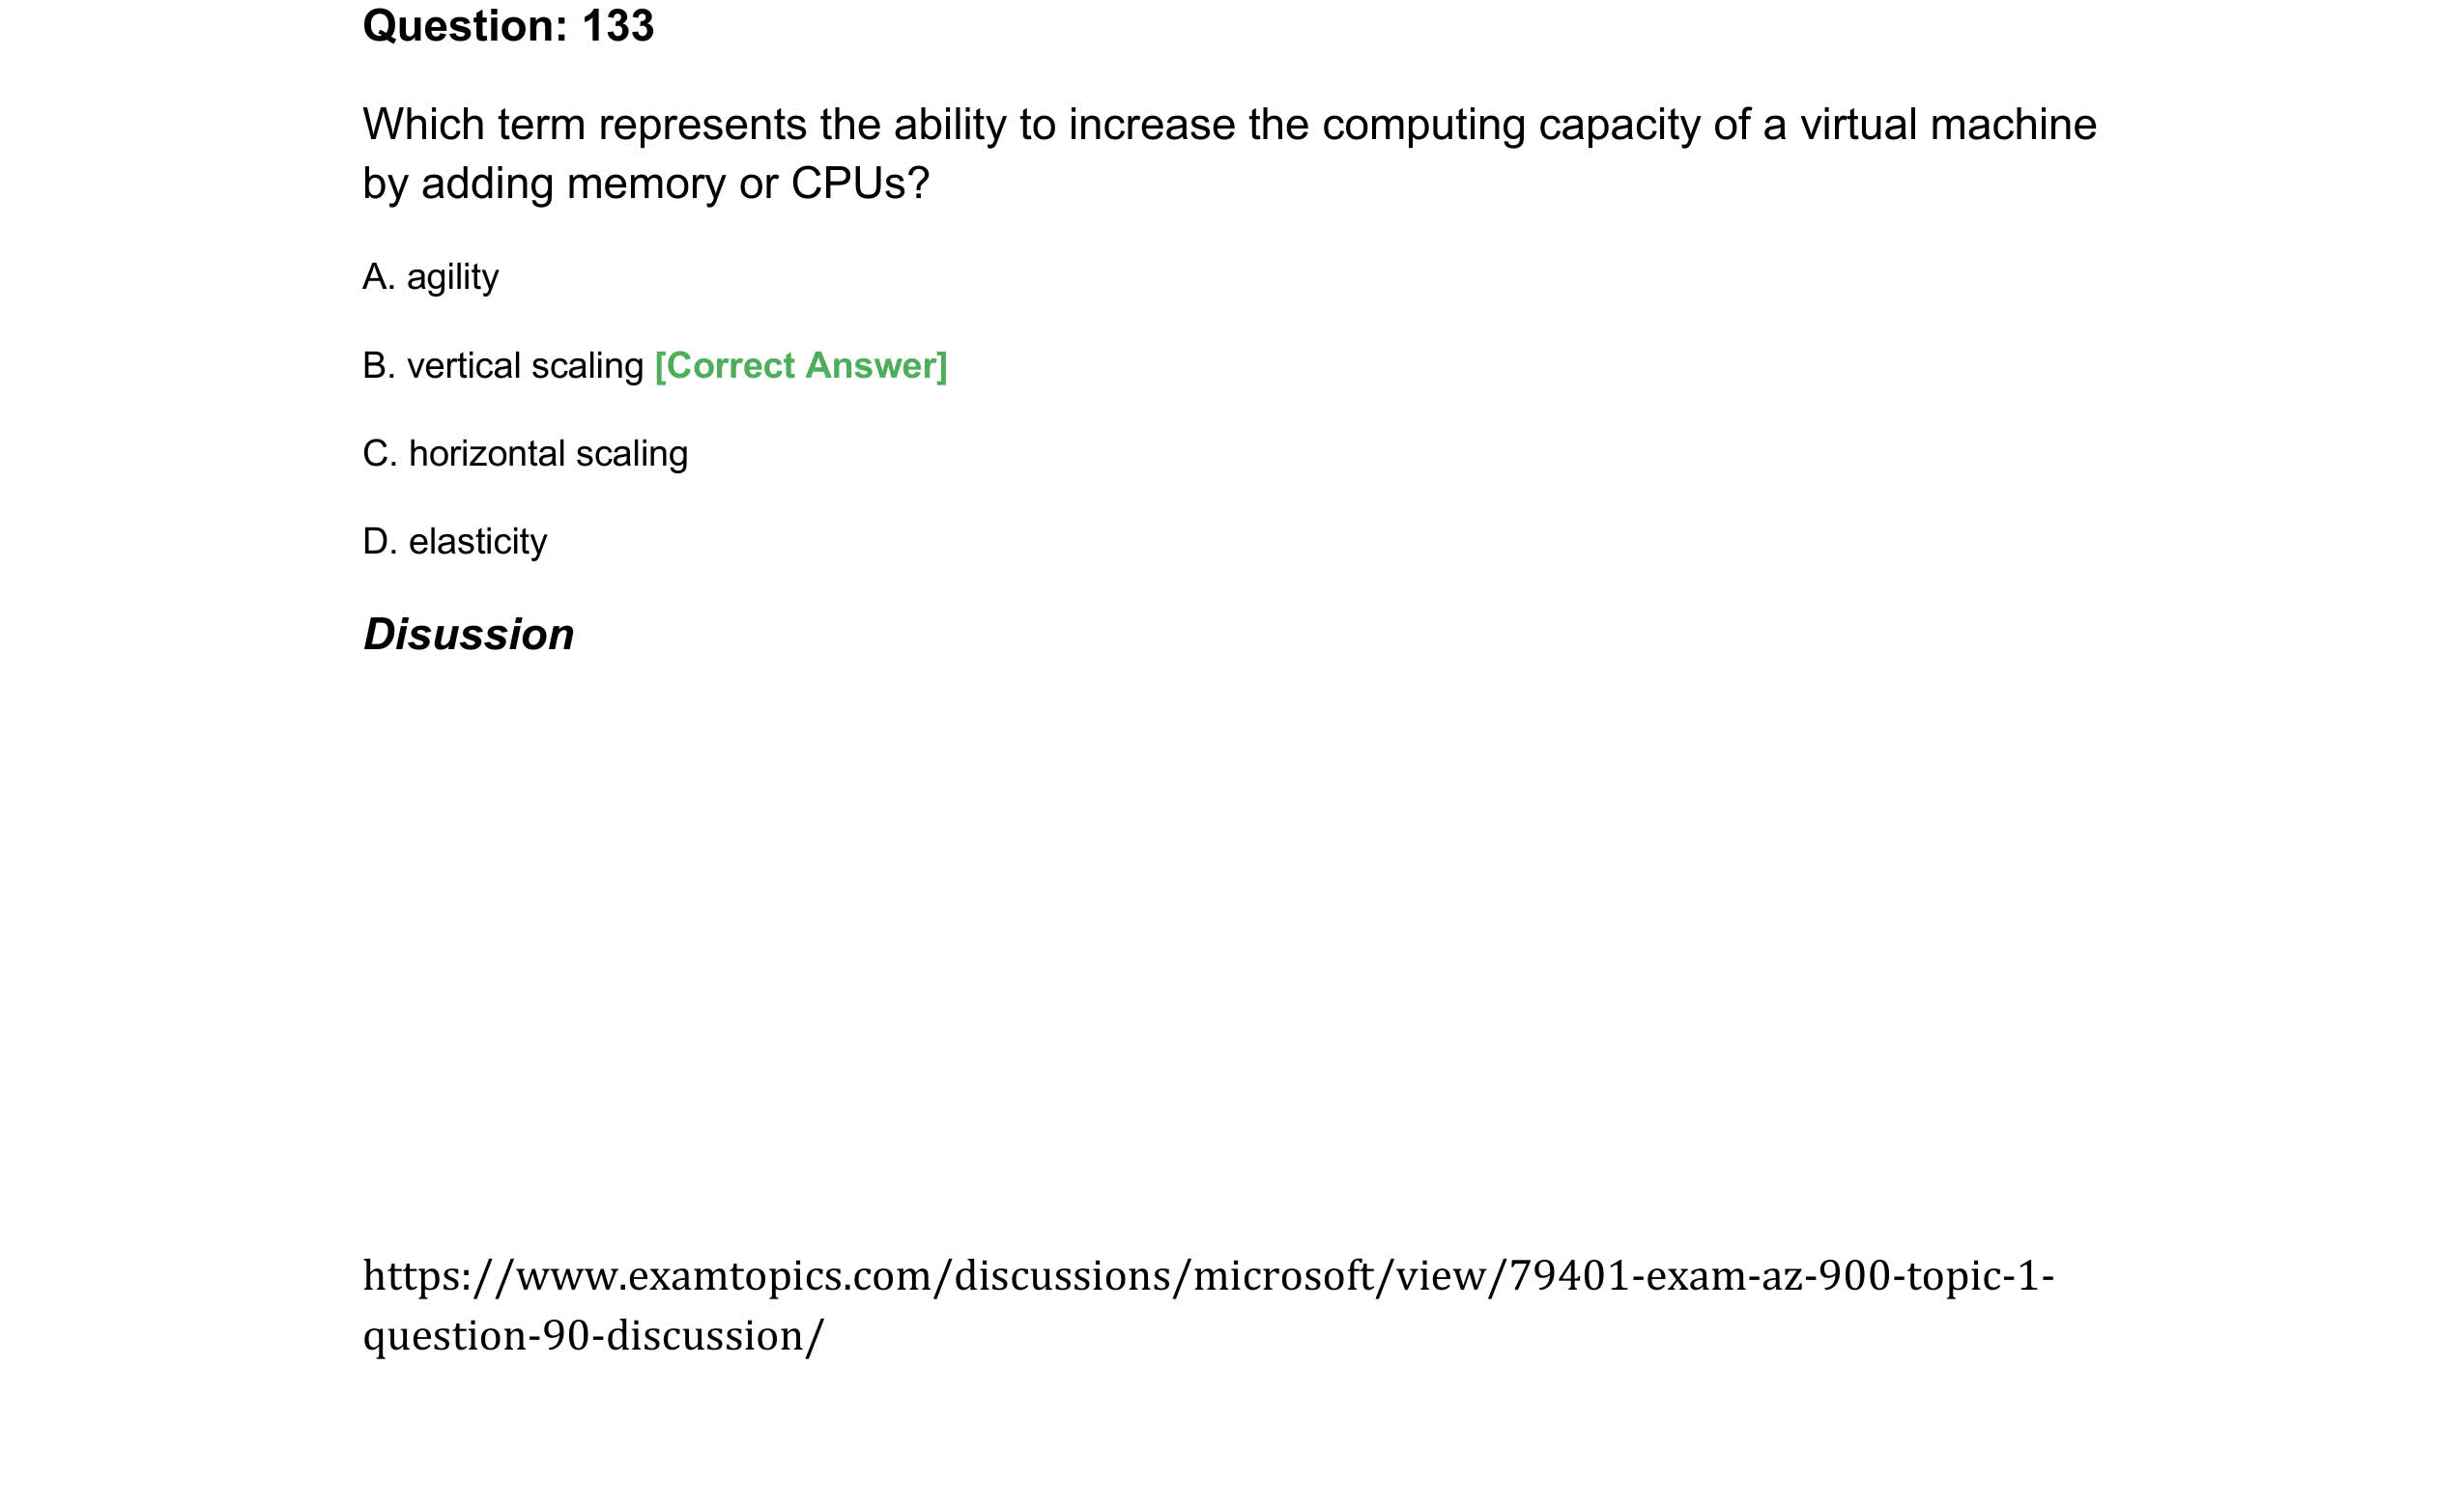 Question: 133
Which term represents the ability to increase the computing capacity of a virtual machine
by adding memory or CPUs?
A. agility
B. vertical scaling [Correct Answer]
C. horizontal scaling
D. elasticity
Disussion
https://www.examtopics.com/discussions/microsoft/view/79401-exam-az-900-topic-1-
question-90-discussion/